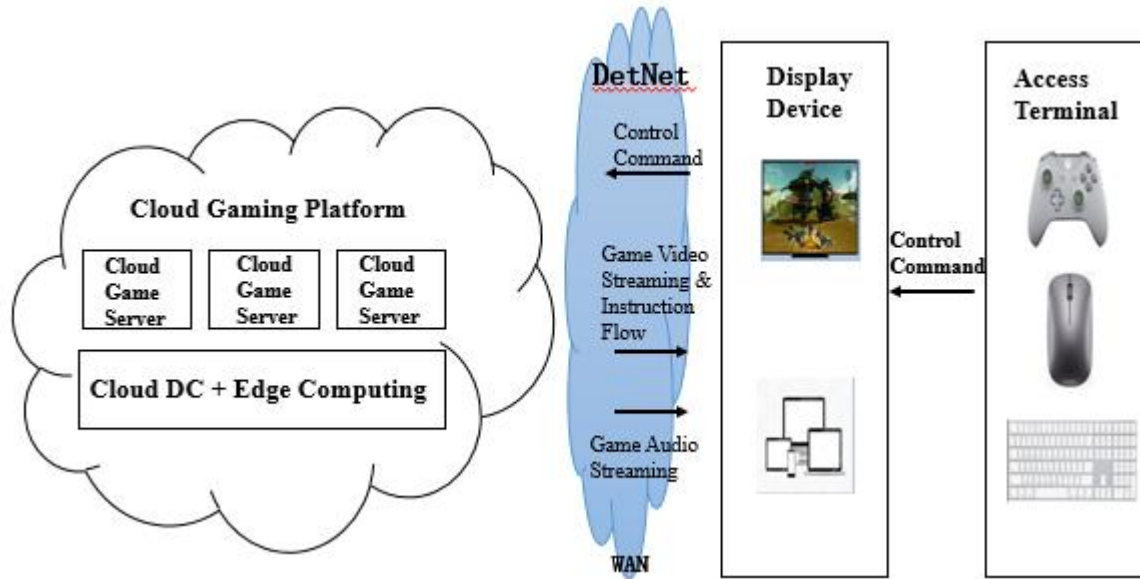 Cloud Gaming Platform
Cloud
Game
Server
Cloud
Game
Server
Cloud
Game
Server
Cloud DC + Edge Computing
DetNet
Control
Command
Game Video
Streaming &
Instruction
Flow
Game Audio
Streaming
WAN
Display
Device
Control
Command
Access
Terminal